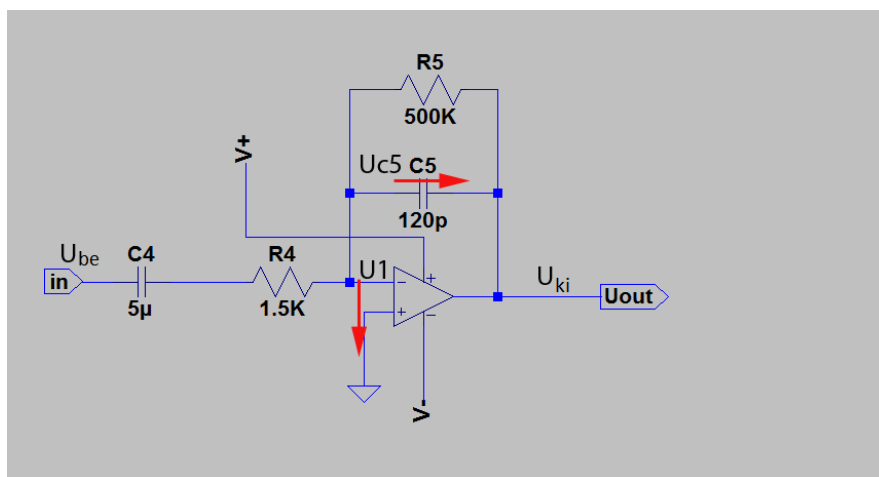 R5
500K
V+
Uc5 C5
120p
Ube
C4
R4
U1
in
5µ
1.5K
+
−
+
−
Uki
Uout
V-